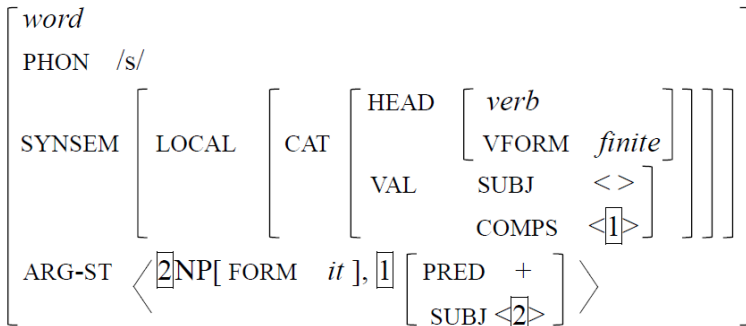 word
PHON /s/
HEAD verb
SYNSEM LOCAL CAT VFORM finite
VAL SUBJ < >
COMPS <1>
ARG-ST <2NP[ FORM it ], 1 PRED +
SUBJ <2> >